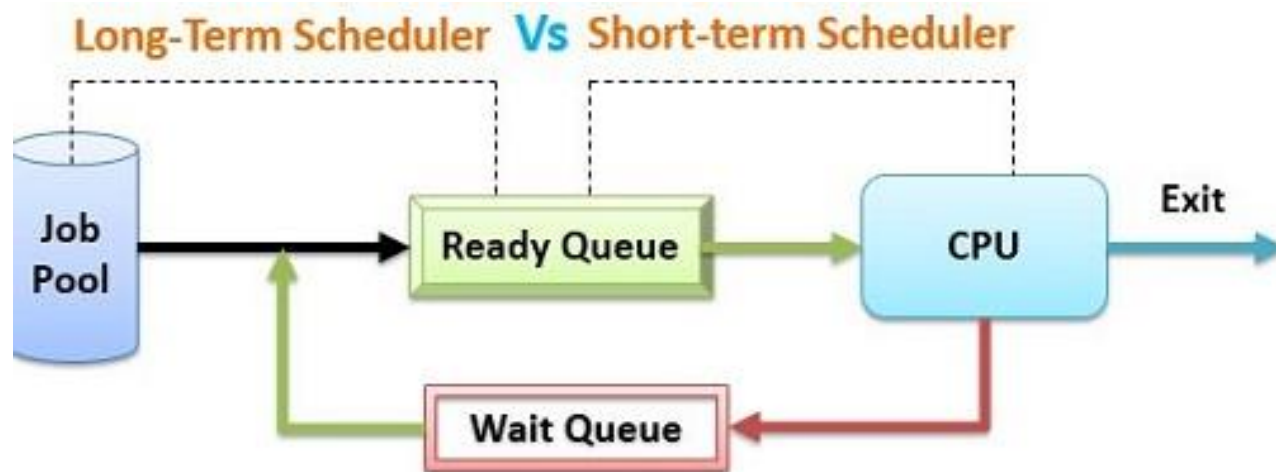 Long-Term Scheduler Vs Short-term Scheduler
Job
Pool
Ready Queue
CPU
Exit
Wait Queue